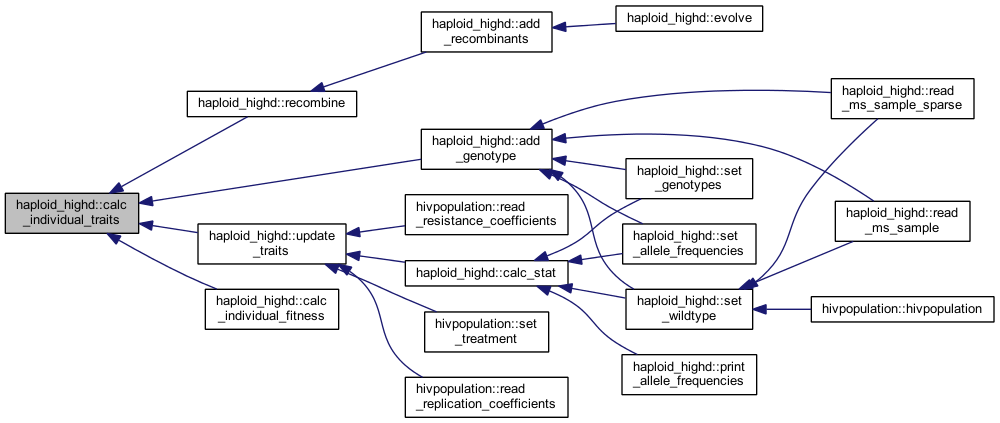 haploid_highd::calc
_individual_traits
haploid_highd::recombine
haploid_highd::add
_recombinants
haploid_highd::evolve
haploid_highd::add
_genotype
haploid_highd::read
_ms_sample_sparse
haploid_highd::set
_genotypes
haploid_highd::read
_ms_sample
hivpopulation::read
_resistance_coefficients
haploid_highd::update
_traits
haploid_highd::set
_allele_frequencies
haploid_highd::calc_stat
haploid_highd::calc
_individual_fitness
haploid_highd::set
_wildtype
hivpopulation::hivpopulation
hivpopulation::set
_treatment
haploid_highd::print
_allele_frequencies
hivpopulation::read
_replication_coefficients